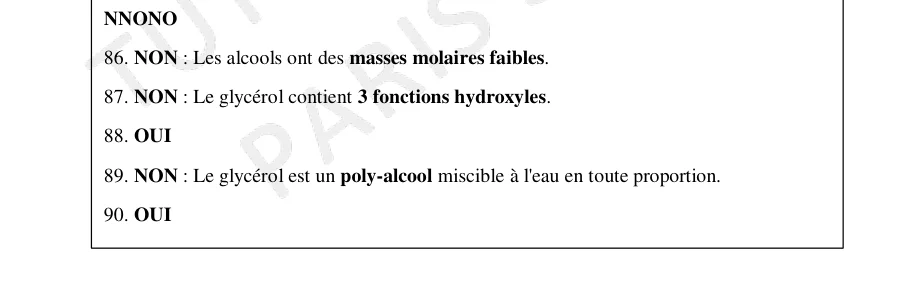 NNONO
86. NON : Les alcools ont des masses molaires faibles.
87. NON : Le glycérol contient 3 fonctions hydroxyles.
88. OUI
89. NON : Le glycérol est un poly-alcool miscible à l'eau en toute proportion.
90. OUI
PARIS